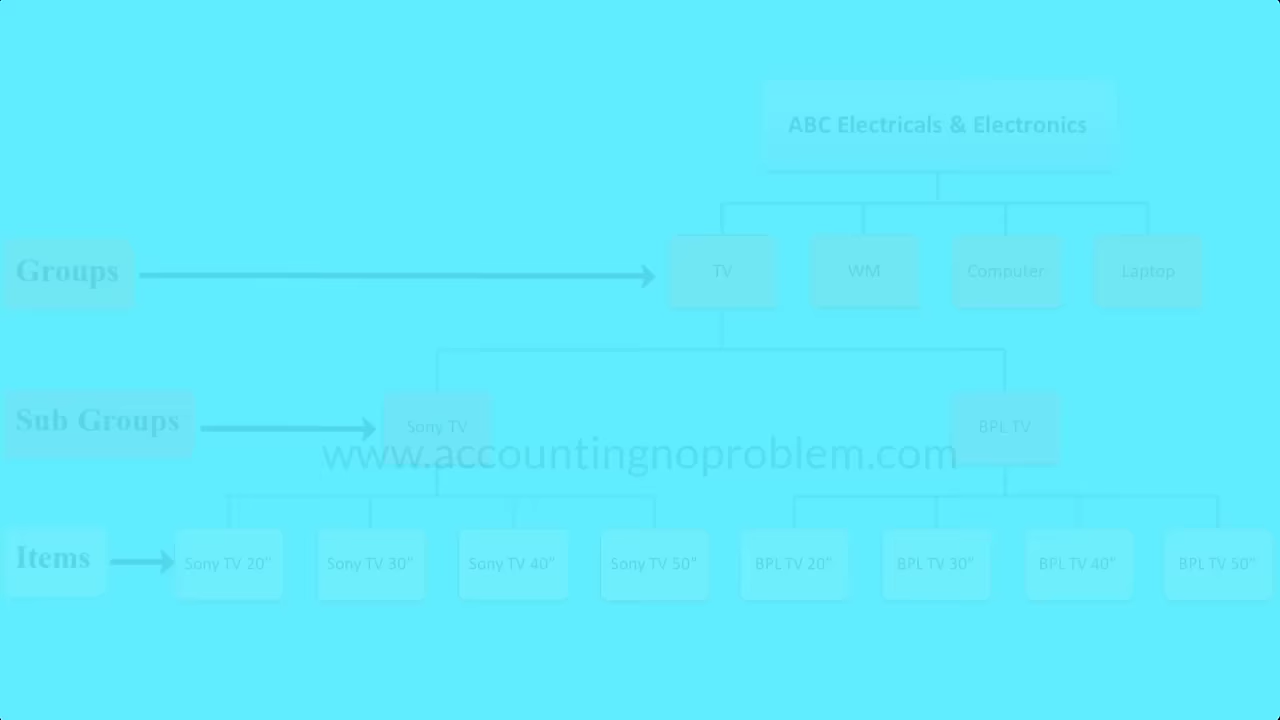 ABC Electricals & Electronics
Groups
TV
WM
Computer
Laptop
Sub Groups
Sony TV
BPL TV
www.accountingnoproblem.com
Items
Sony TV 20"
Sony TV 30"
Sony TV 40"
Sony TV 50"
BPL TV 20"
BPL TV 30"
BPL TV 40"
BPL TV 50"